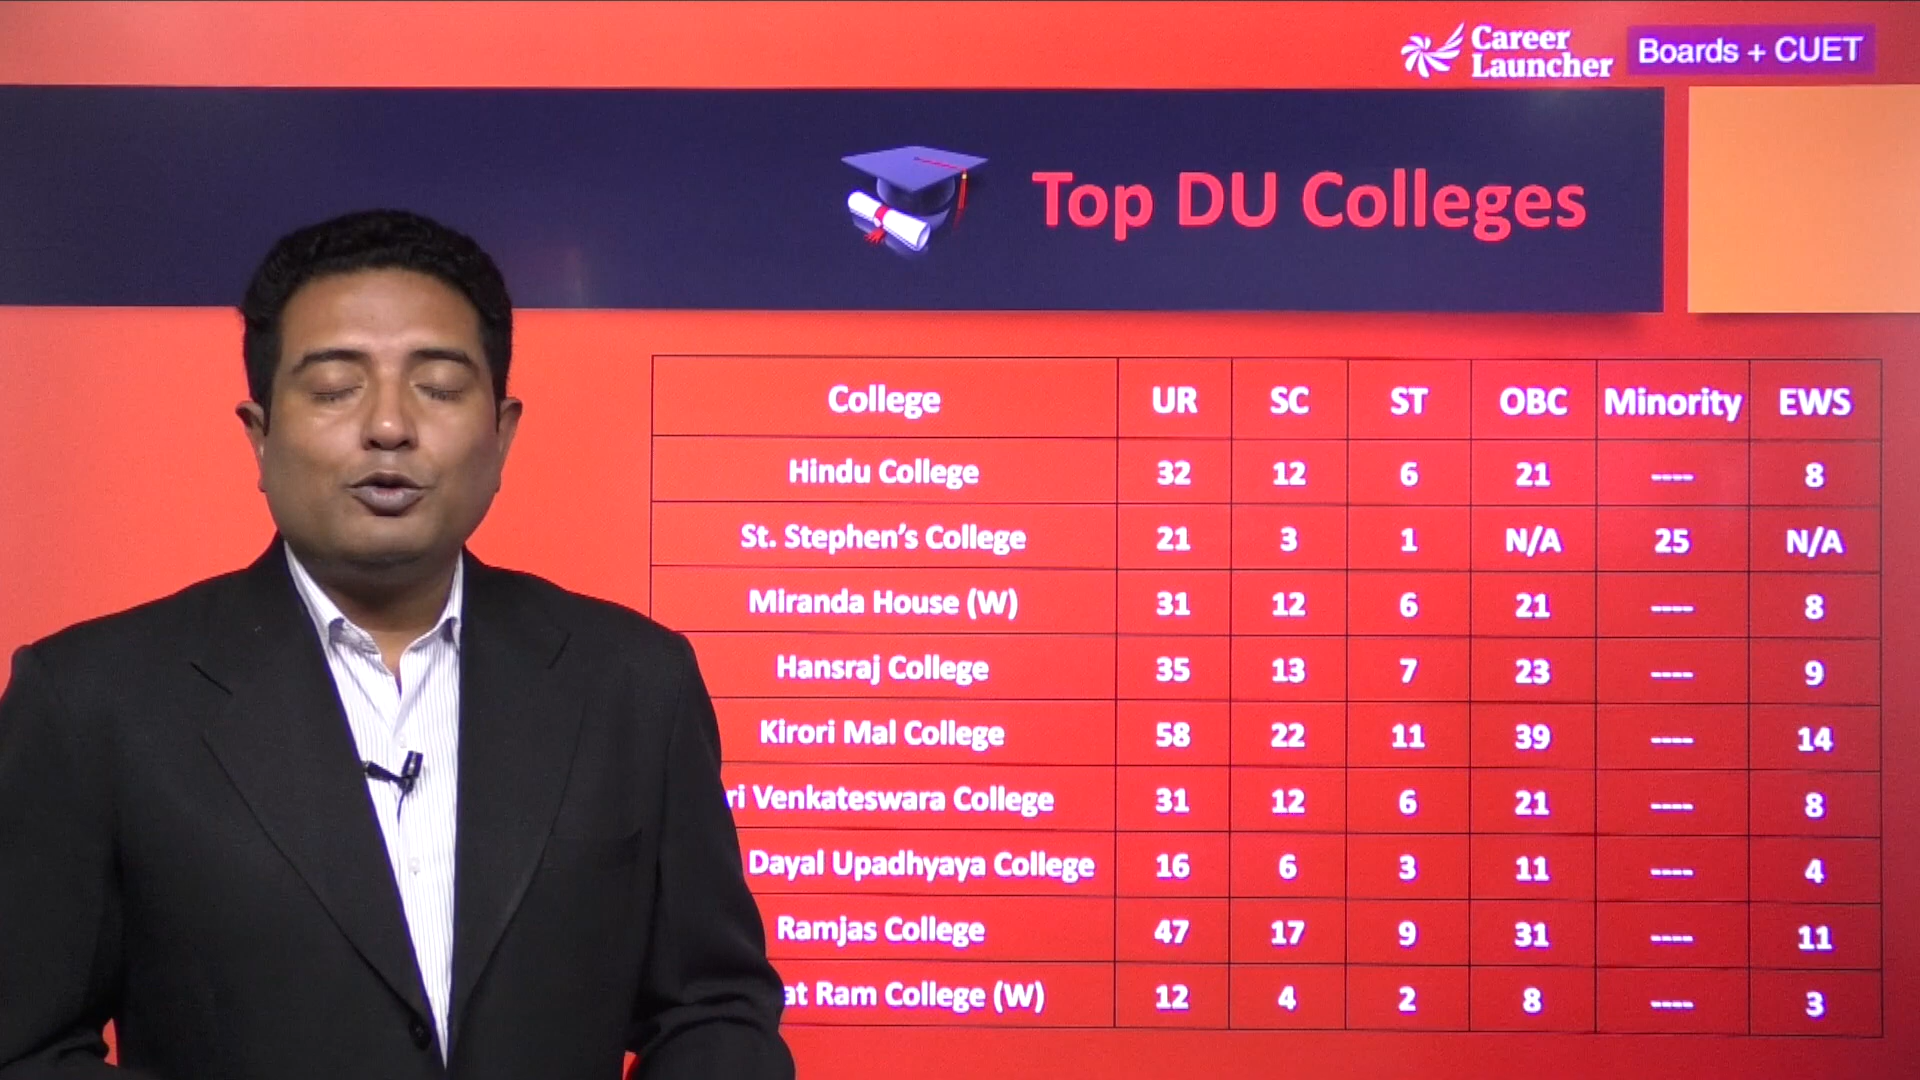 Career
Launcher
Boards + CUET
Top DU Colleges
College UR SC ST OBC Minority EWS
Hindu College 32 12 6 21 ---- 8
St. Stephen's College 21 3 1 N/A 25 N/A
Miranda House (W) 31 12 6 21 ---- 8
Hansraj College 35 13 7 23 ---- 9
Kirori Mal College 58 22 11 39 ---- 14
ri Venkateswara College 31 12 6 21 ---- 8
Dayal Upadhyaya College 16 6 3 11 ---- 4
Ramjas College 47 17 9 31 ---- 11
at Ram College (W) 12 4 2 8 ---- 3